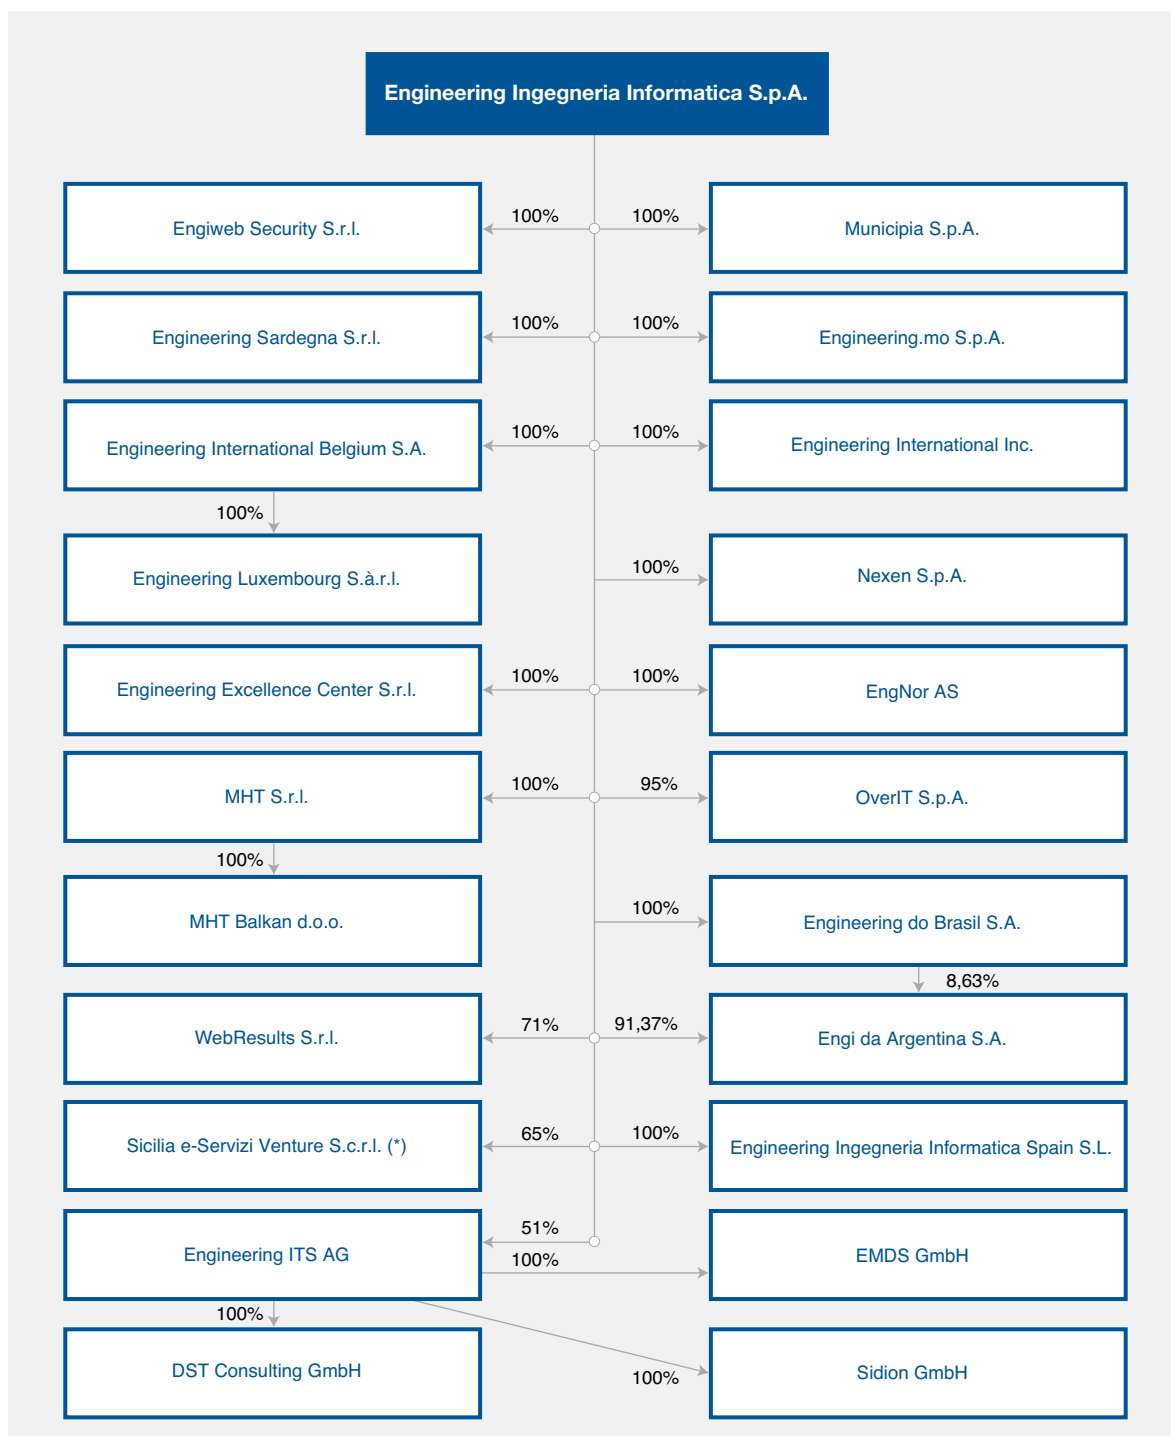 Engineering Ingegneria Informatica S.p.A.
Engiweb Security S.r.l.
100%
100%
Municipia S.p.A.
Engineering Sardegna S.r.l.
100%
100%
Engineering.mo S.p.A.
Engineering International Belgium S.A.
100%
100%
Engineering International Inc.
100%
Engineering Luxembourg S.à.r.l.
100%
Nexen S.p.A.
Engineering Excellence Center S.r.l.
100%
100%
EngNor AS
MHT S.r.l.
100%
95%
OverIT S.p.A.
100%
MHT Balkan d.o.o.
100%
Engineering do Brasil S.A.
8,63%
WebResults S.r.l.
71%
91,37%
Engi da Argentina S.A.
Sicilia e-Servizi Venture S.c.r.l. (*)
65%
100%
Engineering Ingegneria Informatica Spain S.L.
Engineering ITS AG
51%
100%
EMDS GmbH
100%
DST Consulting GmbH
100%
Sidion GmbH